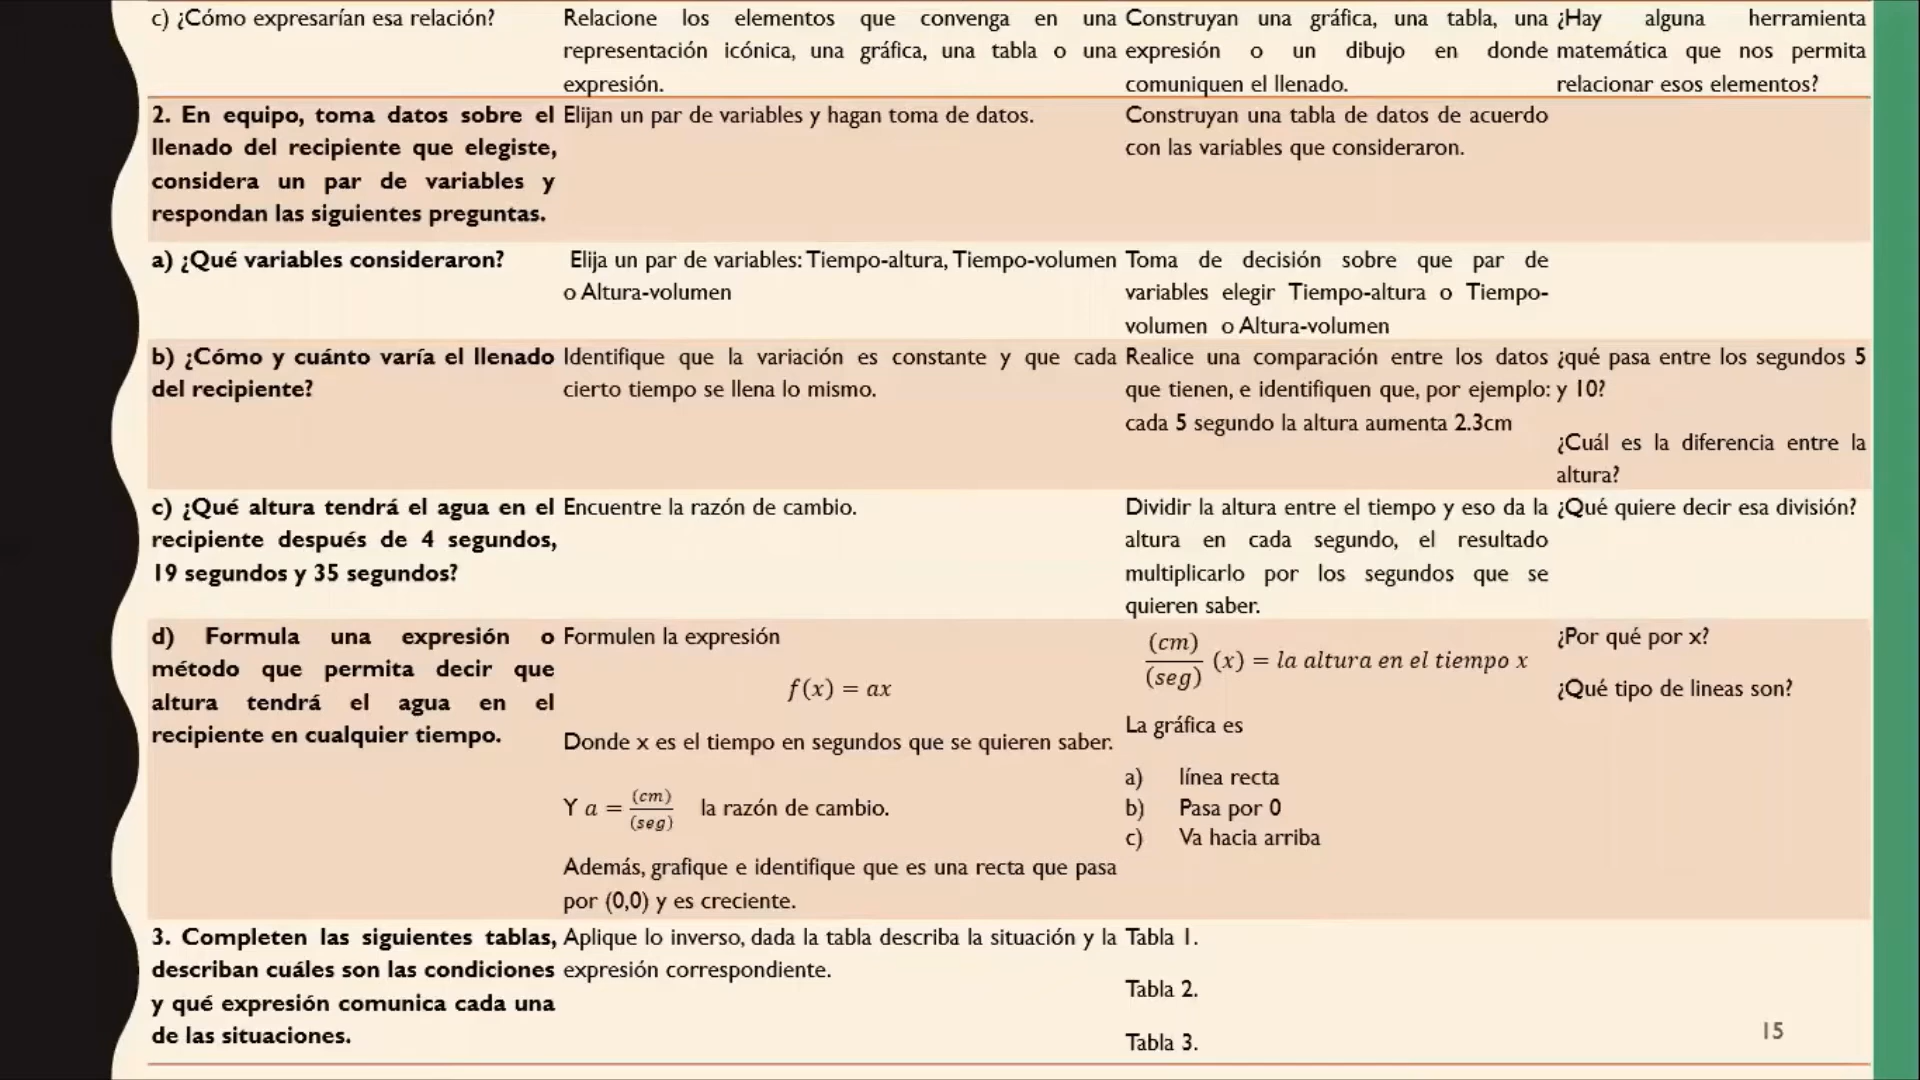 c) ¿Cómo expresarían esa relación?
Relacione los elementos que convenga en una
representación icónica, una gráfica, una tabla o una
expresión.
Construyan una gráfica, una tabla, una
expresión o un dibujo en donde
comuniquen el llenado.
¿Hay alguna herramienta
matemática que nos permita
relacionar esos elementos?
2. En equipo, toma datos sobre el
llenado del recipiente que elegiste,
considera un par de variables y
respondan las siguientes preguntas.
Elijan un par de variables y hagan toma de datos.
Construyan una tabla de datos de acuerdo
con las variables que consideraron.
a) ¿Qué variables consideraron?
Elija un par de variables: Tiempo-altura, Tiempo-volumen
o Altura-volumen
Toma de decisión sobre que par de
variables elegir Tiempo-altura o Tiempo-
volumen o Altura-volumen
b) ¿Cómo y cuánto varía el llenado
del recipiente?
Identifique que la variación es constante y que cada
cierto tiempo se llena lo mismo.
Realice una comparación entre los datos
que tienen, e identifiquen que, por ejemplo:
cada 5 segundo la altura aumenta 2.3cm
¿qué pasa entre los segundos 5
y 10?
¿Cuál es la diferencia entre la
altura?
c) ¿Qué altura tendrá el agua en el
recipiente después de 4 segundos,
19 segundos y 35 segundos?
Encuentre la razón de cambio.
Dividir la altura entre el tiempo y eso da la
altura en cada segundo, el resultado
multiplicarlo por los segundos que se
quieren saber.
¿Qué quiere decir esa división?
d) Formula una expresión o
método que permita decir que
altura tendrá el agua en el
recipiente en cualquier tiempo.
Formulen la expresión
f(x) = ax
Donde x es el tiempo en segundos que se quieren saber.
Y a = (cm)/(seg) la razón de cambio.
Además, grafique e identifique que es una recta que pasa
por (0,0) y es creciente.
(cm)/(seg) (x) = la altura en el tiempo x
La gráfica es
a) línea recta
b) Pasa por 0
c) Va hacia arriba
¿Por qué por x?
¿Qué tipo de lineas son?
3. Completen las siguientes tablas,
describan cuáles son las condiciones
y qué expresión comunica cada una
de las situaciones.
Aplique lo inverso, dada la tabla describa la situación y la
expresión correspondiente.
Tabla 1.
Tabla 2.
Tabla 3.
15